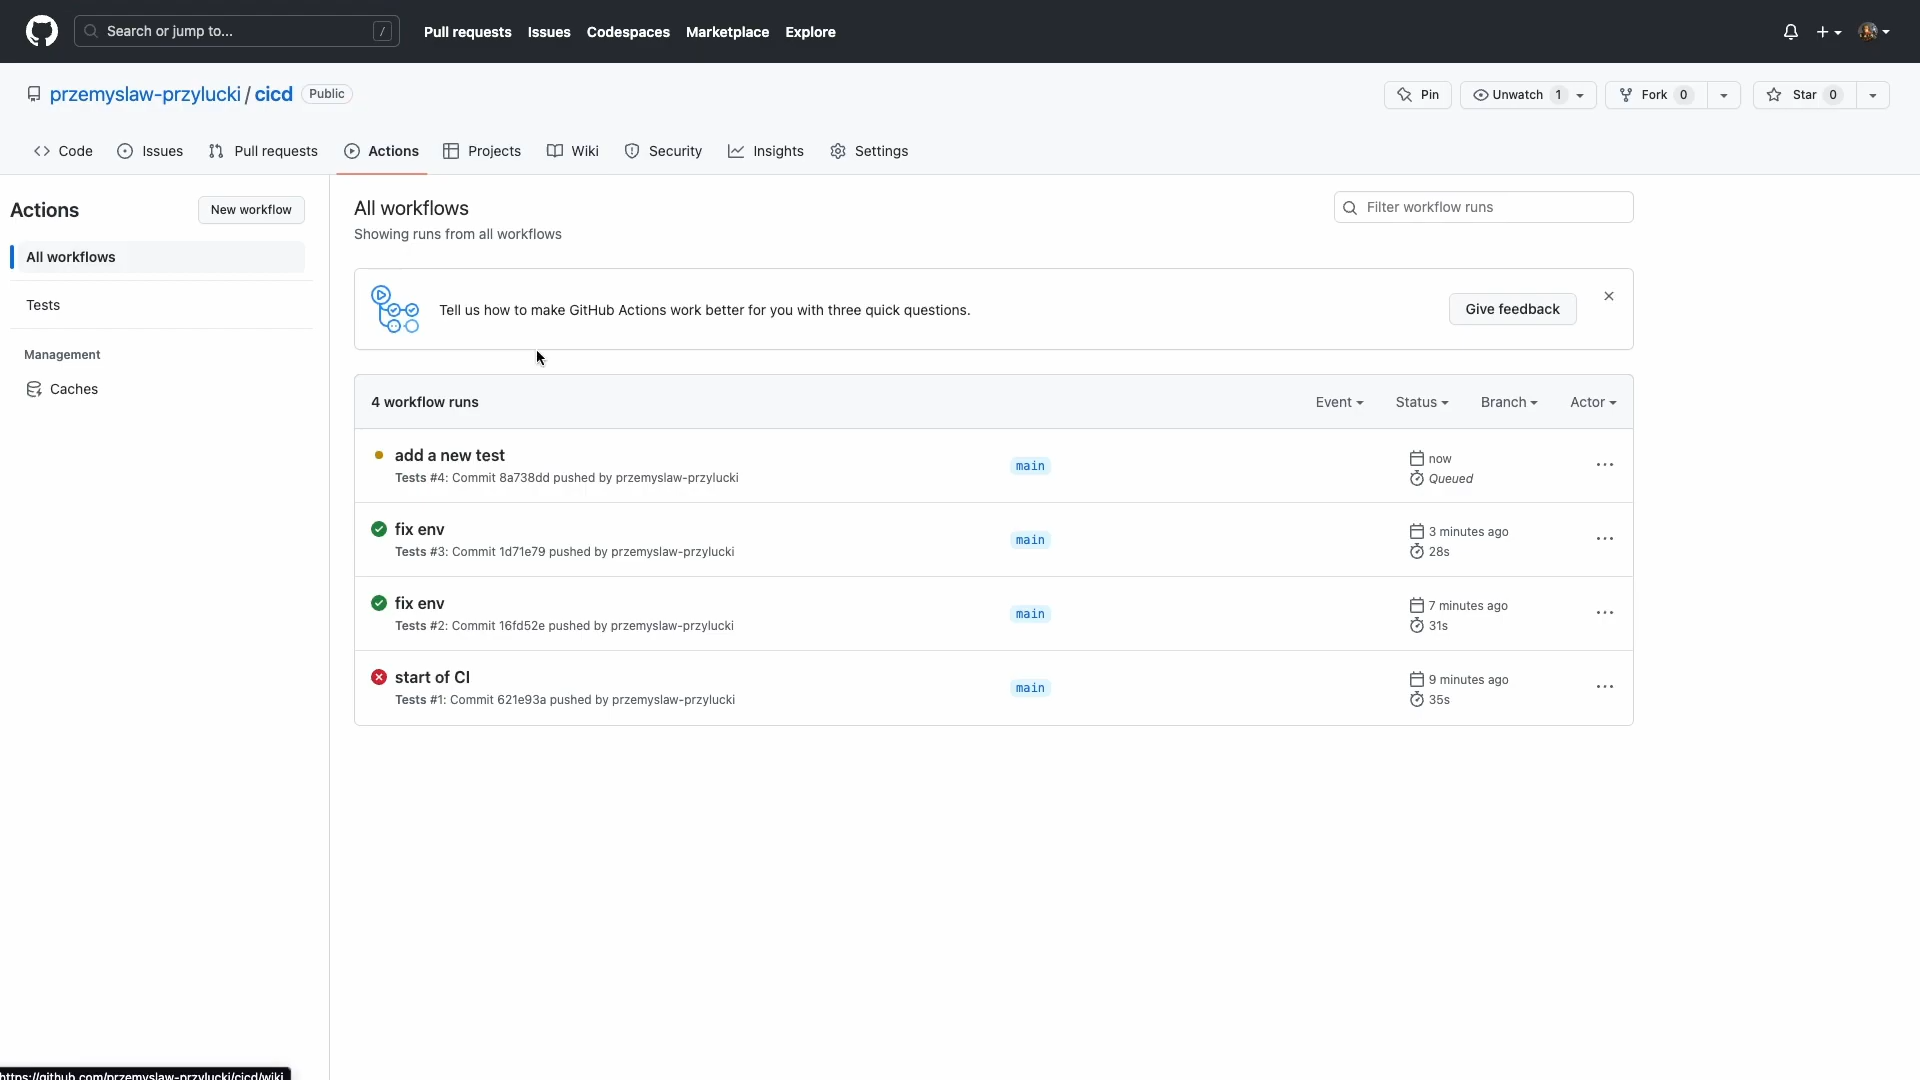 Search or jump to... /
Pull requests Issues Codespaces Marketplace Explore
przemyslaw-przylucki / cicd Public
Pin Unwatch 1 Fork 0 Star 0
Code Issues Pull requests Actions Projects Wiki Security Insights Settings
Actions New workflow
All workflows
Tests
Management
Caches
All workflows
Showing runs from all workflows
Filter workflow runs
Tell us how to make GitHub Actions work better for you with three quick questions.
Give feedback
4 workflow runs Event Status Branch Actor
add a new test
Tests #4: Commit 8a738dd pushed by przemyslaw-przylucki
main
now
Queued
fix env
Tests #3: Commit 1d71e79 pushed by przemyslaw-przylucki
main
3 minutes ago
28s
fix env
Tests #2: Commit 16fd52e pushed by przemyslaw-przylucki
main
7 minutes ago
31s
start of CI
Tests #1: Commit 621e93a pushed by przemyslaw-przylucki
main
9 minutes ago
35s
https://github.com/przemyslaw-przylucki/cicd/wiki